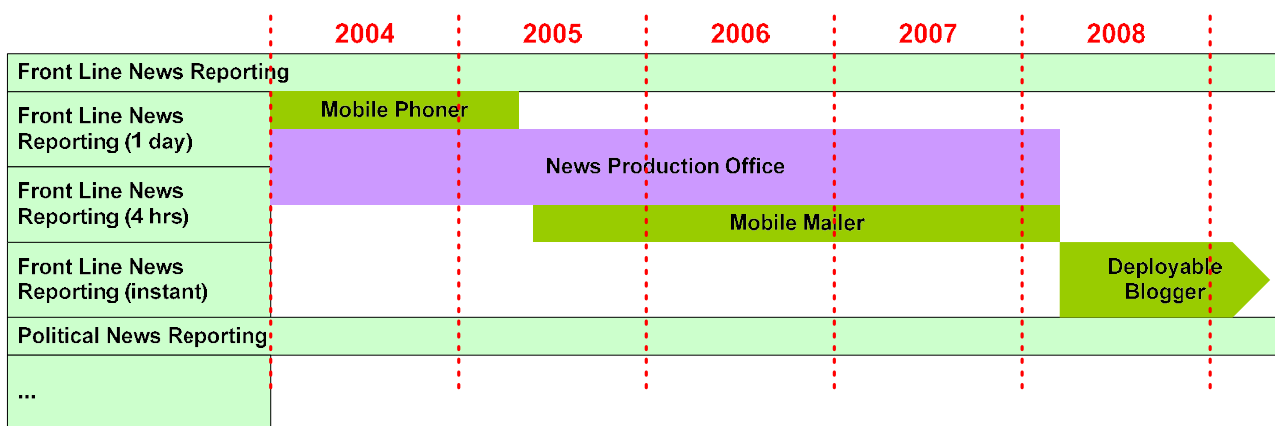 2004 2005 2006 2007 2008
Front Line News Reporting
Front Line News
Reporting (1 day)
Mobile Phoner
News Production Office
Front Line News
Reporting (4 hrs)
Mobile Mailer
Front Line News
Reporting (instant)
Deployable
Blogger
Political News Reporting
...